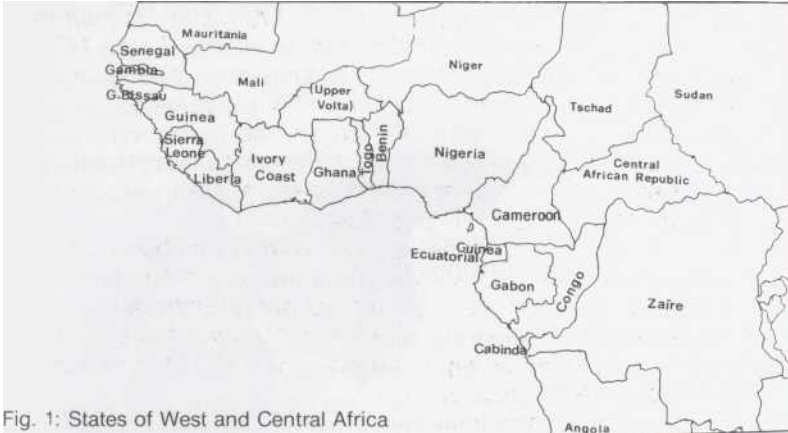 Mauritania
Senegal
Gambia
G.Bissau
Guinea
Sierra
Leone
Liberia
Mali
Ivory
Coast
(Upper
Volta)
Ghana
Togo
Benin
Niger
Nigeria
Tschad
Sudan
Central
African Republic
Cameroon
Guinea
Ecuatorial
Gabon
Congo
Zaïre
Cabinda
Angola
Fig. 1: States of West and Central Africa